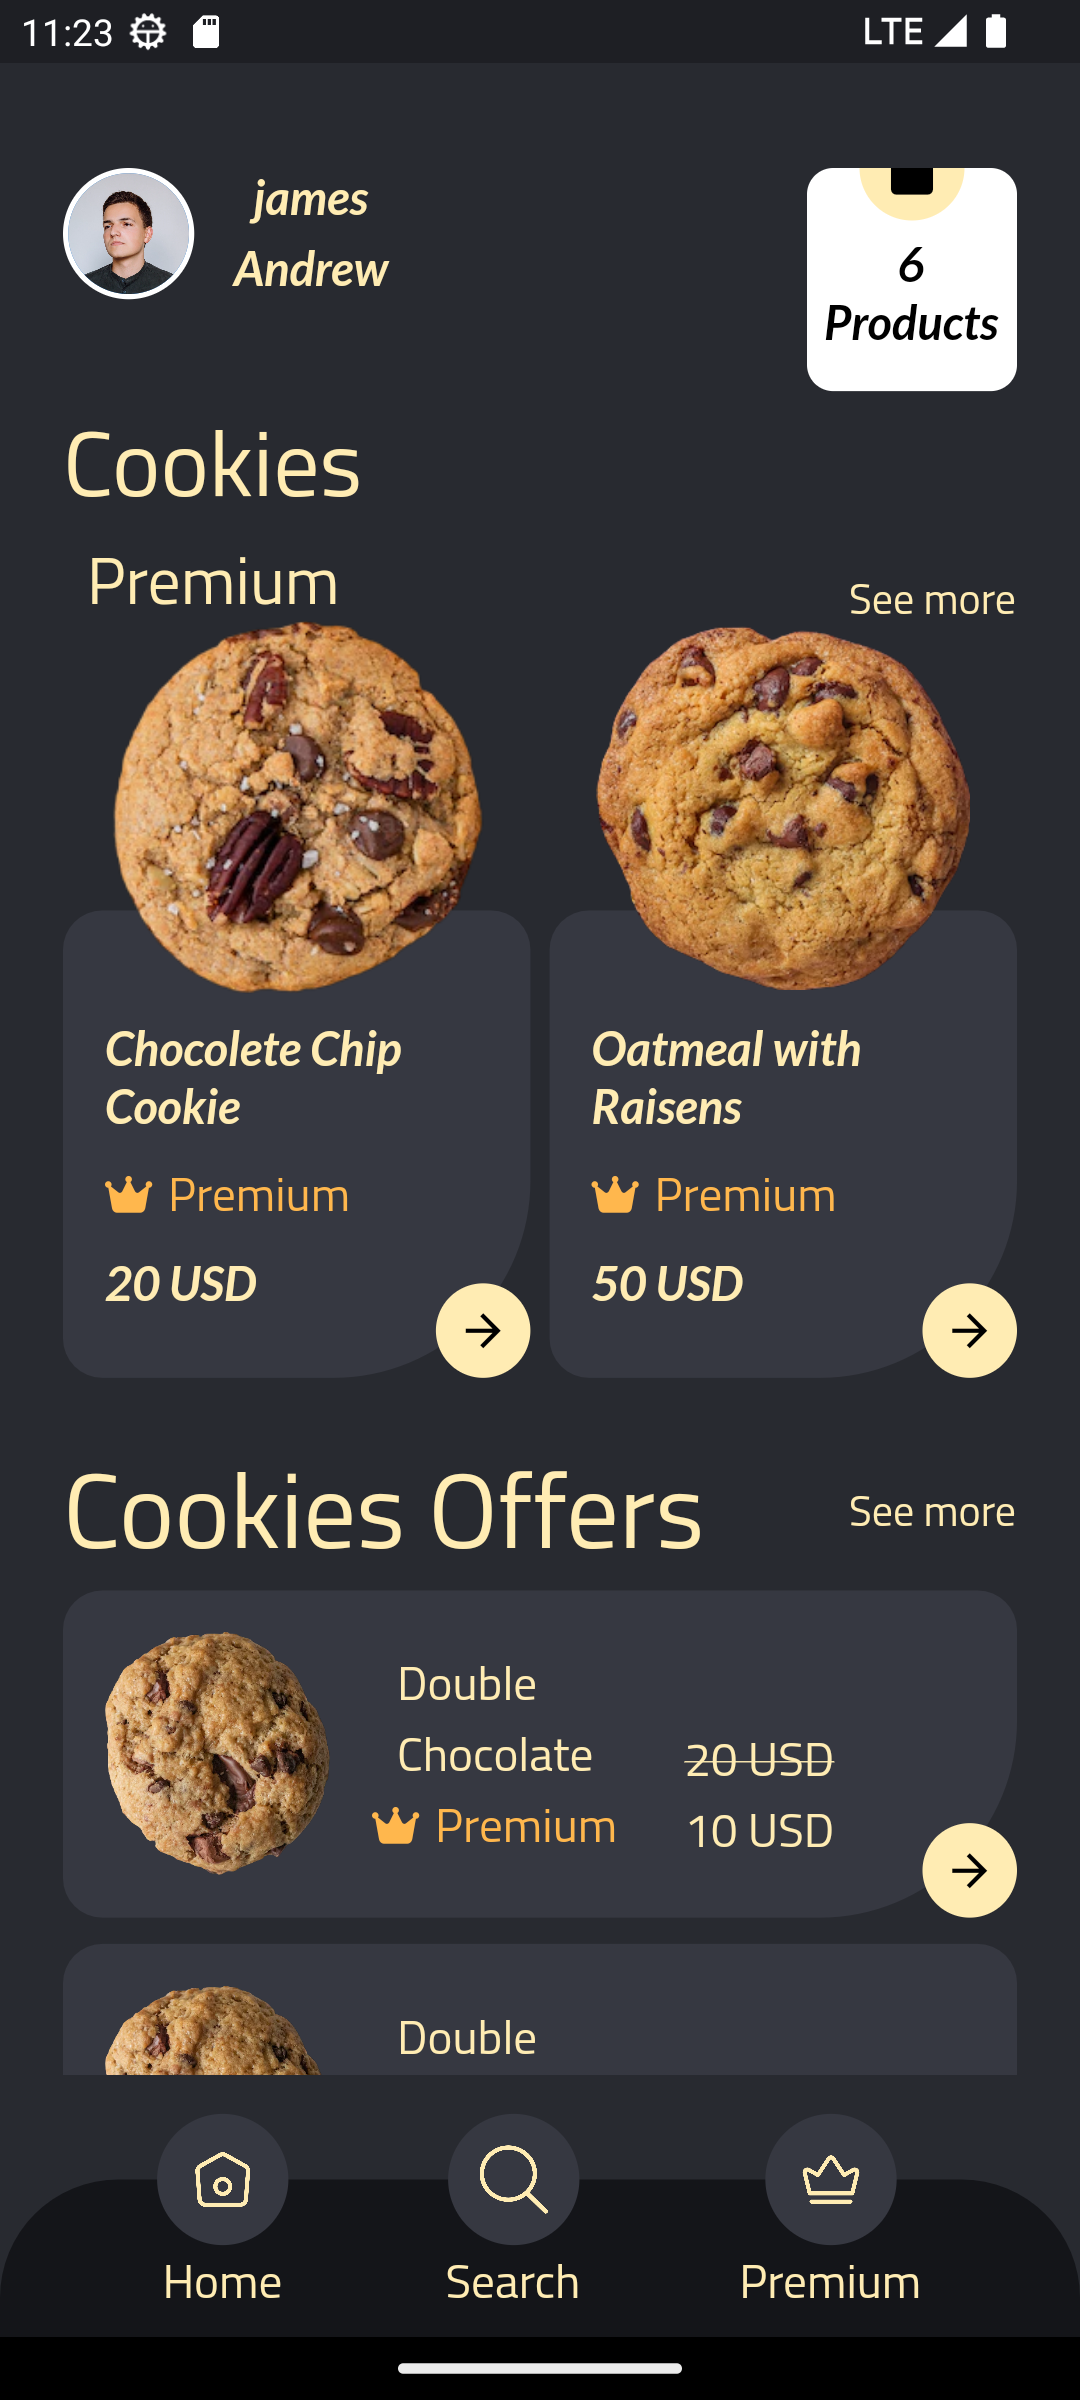 11:23
LTE
james
Andrew
6
Products
Cookies
Premium
See more
Chocolete Chip
Cookie
Premium
20 USD
Oatmeal with
Raisens
Premium
50 USD
Cookies Offers
See more
Double
Chocolate
Premium
20 USD
10 USD
Double
Home
Search
Premium